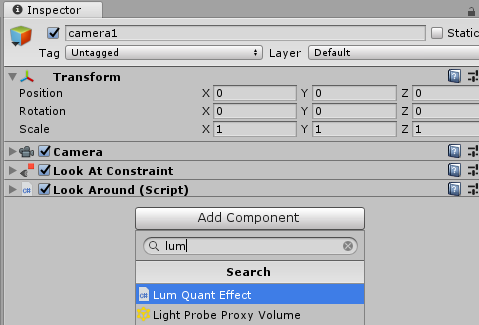 Inspector
camera1 Static
Tag Untagged Layer Default
Transform
Position X 0 Y 0 Z 0
Rotation X 0 Y 0 Z 0
Scale X 1 Y 1 Z 1
Camera
Look At Constraint
C# Look Around (Script)
Add Component
lum
Search
C# Lum Quant Effect
Light Probe Proxy Volume